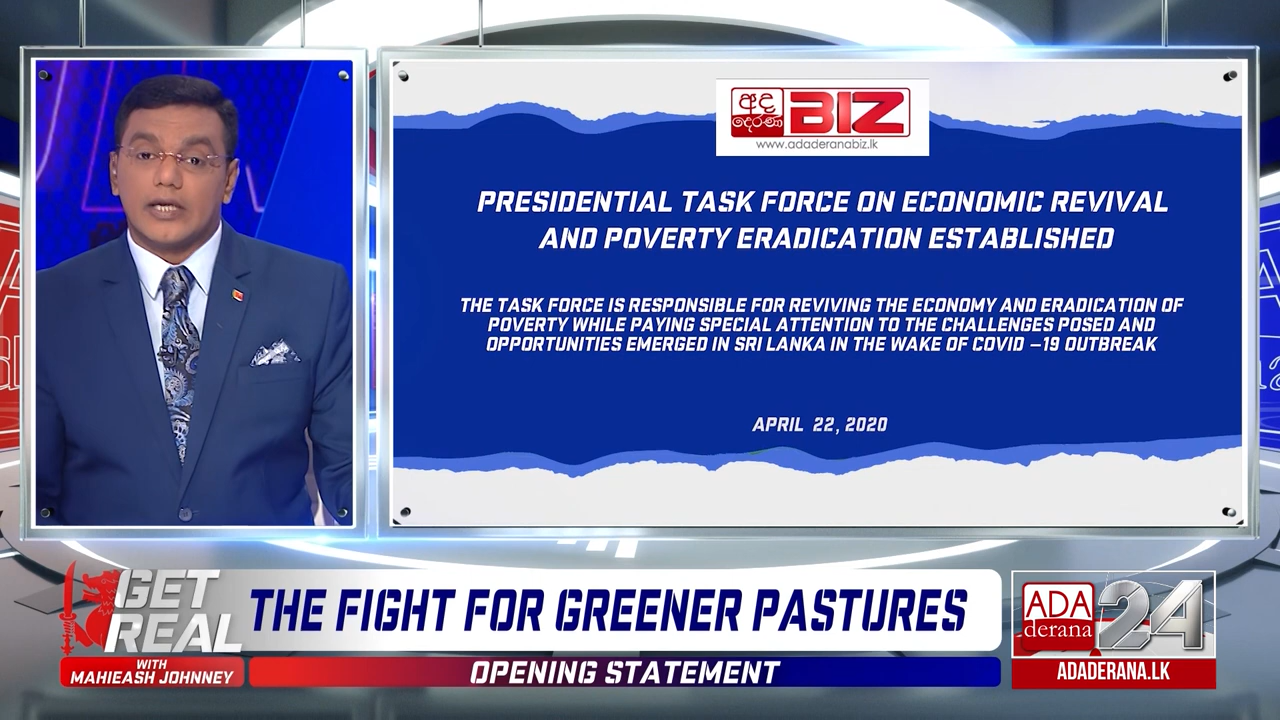 අද
දෙරණ
BIZ
www.adaderanabiz.lk
PRESIDENTIAL TASK FORCE ON ECONOMIC REVIVAL
AND POVERTY ERADICATION ESTABLISHED
THE TASK FORCE IS RESPONSIBLE FOR REVIVING THE ECONOMY AND ERADICATION OF
POVERTY WHILE PAYING SPECIAL ATTENTION TO THE CHALLENGES POSED AND
OPPORTUNITIES EMERGED IN SRI LANKA IN THE WAKE OF COVID –19 OUTBREAK
APRIL 22, 2020
GET
REAL
WITH
MAHIEASH JOHNNEY
THE FIGHT FOR GREENER PASTURES
OPENING STATEMENT
ADA
derana
24
ADADERANA.LK